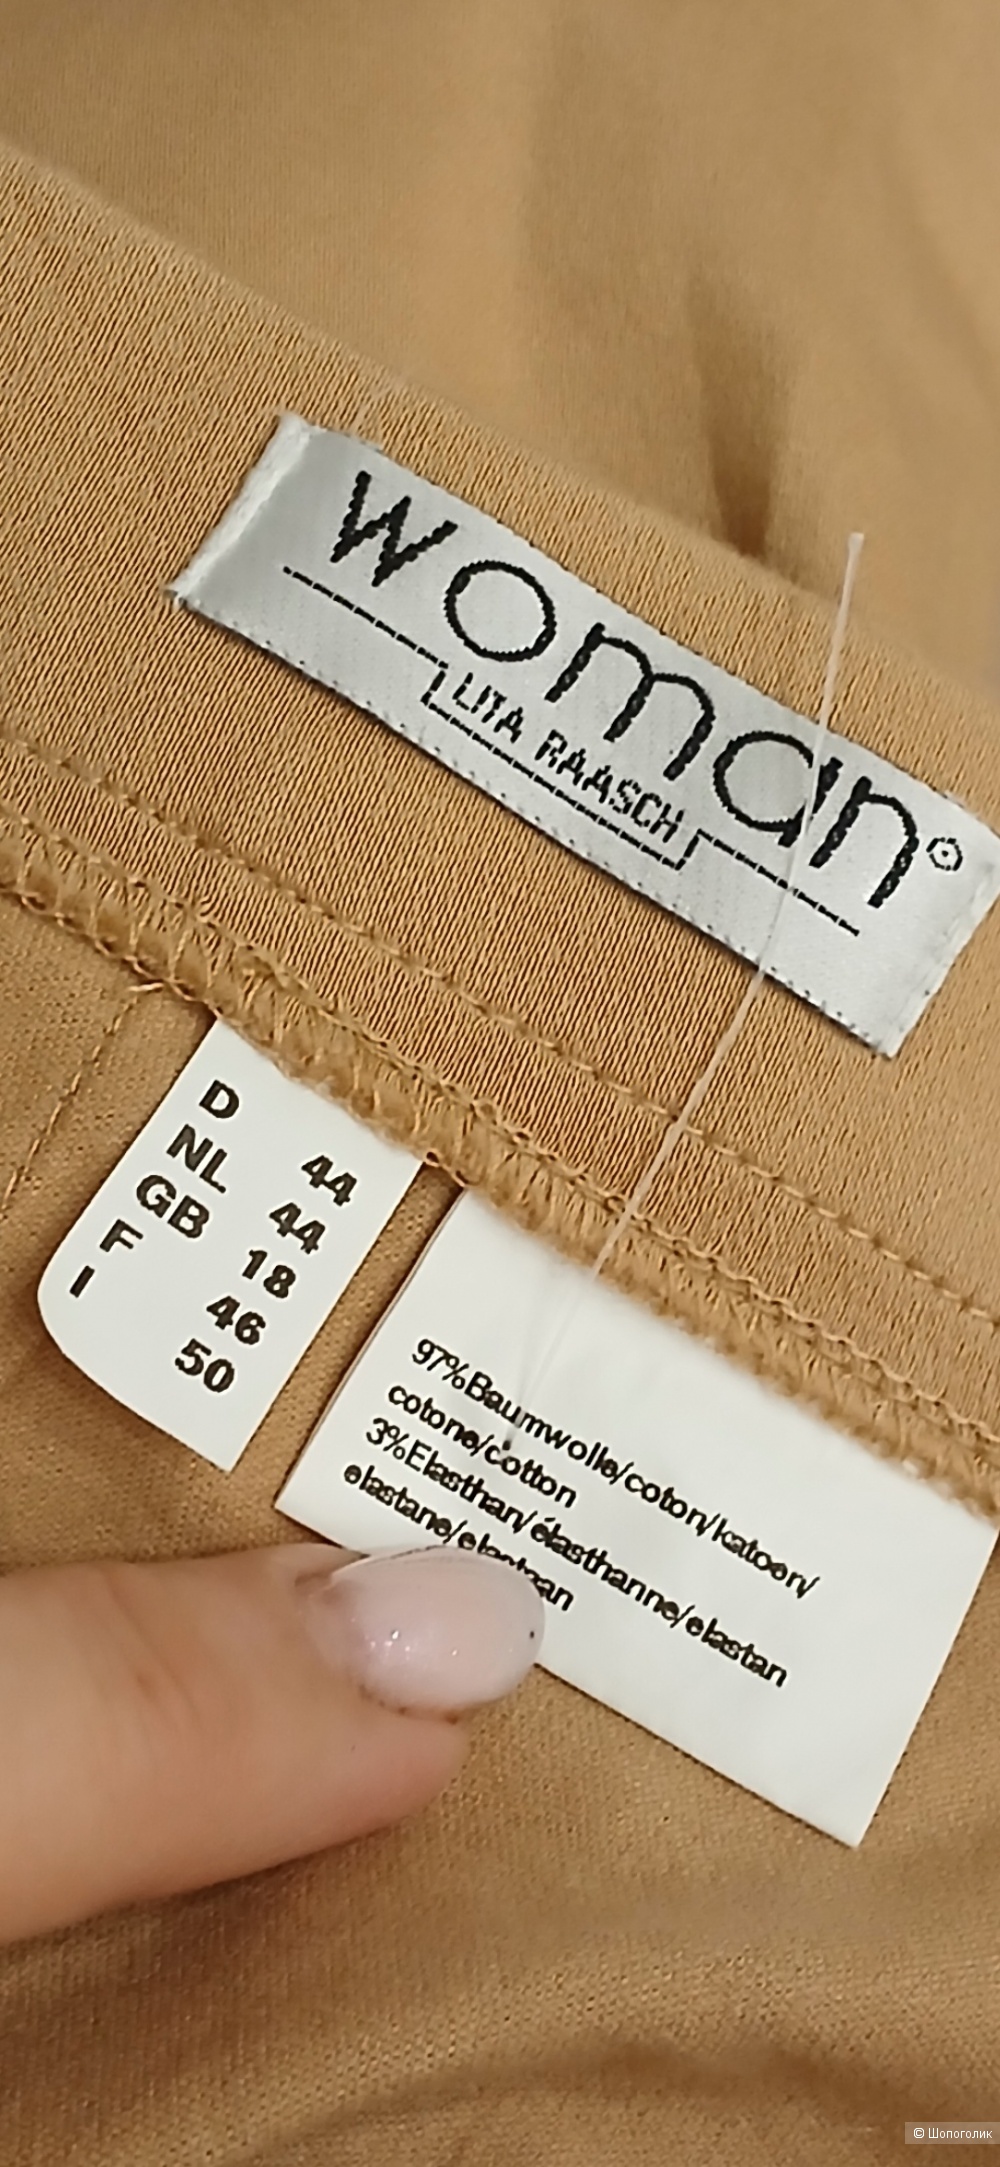 woman
LITA RAASCH
D 44
NL 44
GB 18
F 46
I 50
97%Baumwolle/coton/katoen/
cotone/cotton
3%Elasthan/élasthanne/elastan
elastane/elastaan
© Шопоголик